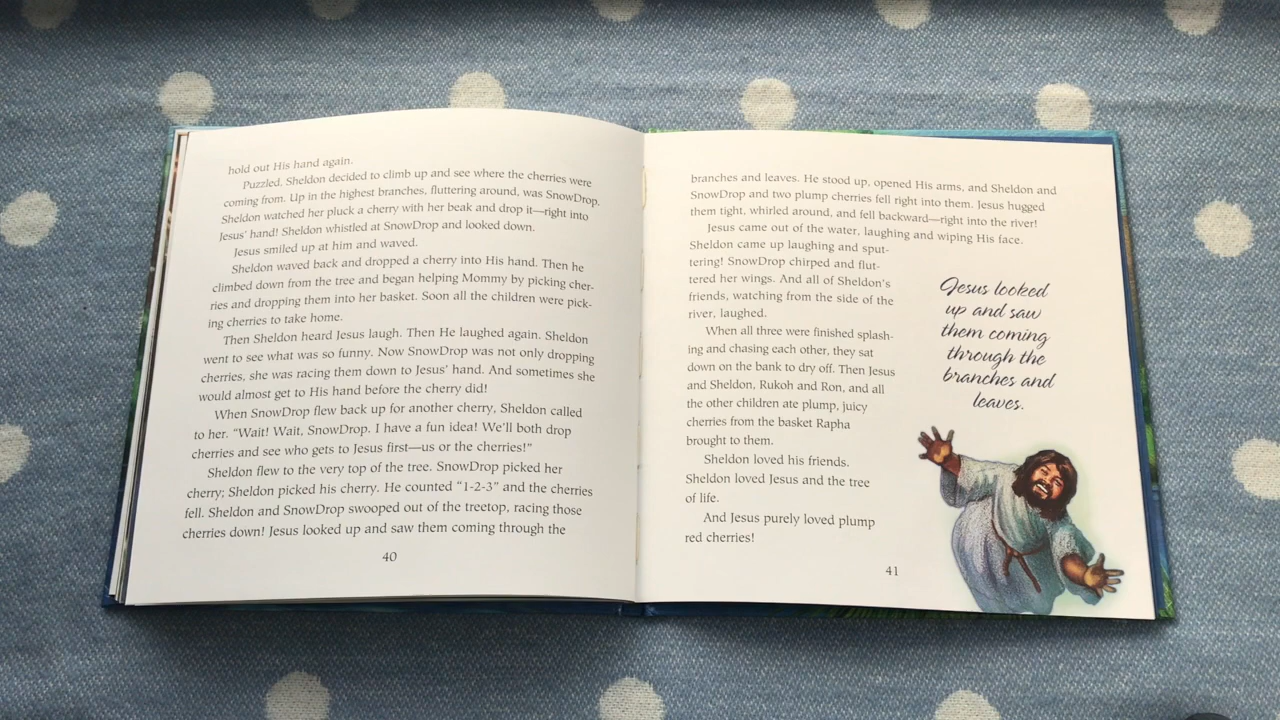 hold out His hand again.
Puzzled, Sheldon decided to climb up and see where the cherries were
coming from. Up in the highest branches, fluttering around, was SnowDrop.
Sheldon watched her pluck a cherry with her beak and drop it—right into
Jesus' hand! Sheldon whistled at SnowDrop and looked down.
Jesus smiled up at him and waved.
Sheldon waved back and dropped a cherry into His hand. Then he
climbed down from the tree and began helping Mommy by picking cher-
ries and dropping them into her basket. Soon all the children were pick-
ing cherries to take home.
Then Sheldon heard Jesus laugh. Then He laughed again. Sheldon
went to see what was so funny. Now SnowDrop was not only dropping
cherries, she was racing them down to Jesus' hand. And sometimes she
would almost get to His hand before the cherry did!
When SnowDrop flew back up for another cherry, Sheldon called
to her. “Wait! Wait, SnowDrop. I have a fun idea! We'll both drop
cherries and see who gets to Jesus first—us or the cherries!”
Sheldon flew to the very top of the tree. SnowDrop picked her
cherry; Sheldon picked his cherry. He counted “1-2-3” and the cherries
fell. Sheldon and SnowDrop swooped out of the treetop, racing those
cherries down! Jesus looked up and saw them coming through the
40
branches and leaves. He stood up, opened His arms, and Sheldon and
SnowDrop and two plump cherries fell right into them. Jesus hugged
them tight, whirled around, and fell backward—right into the river!
Jesus came out of the water, laughing and wiping His face.
Sheldon came up laughing and sput-
tering! SnowDrop chirped and flut-
tered her wings. And all of Sheldon's
friends, watching from the side of the
river, laughed.
When all three were finished splash-
ing and chasing each other, they sat
down on the bank to dry off. Then Jesus
and Sheldon, Rukoh and Ron, and all
the other children ate plump, juicy
cherries from the basket Rapha
brought to them.
Sheldon loved his friends.
Sheldon loved Jesus and the tree
of life.
And Jesus purely loved plump
red cherries!
Jesus looked
up and saw
them coming
through the
branches and
leaves.
41